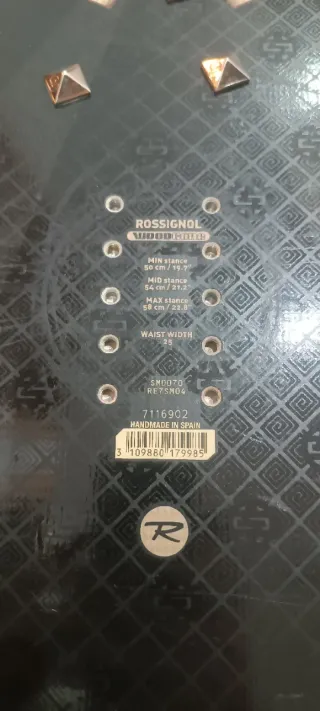 ROSSIGNOL
MIN stance
50 cm / 19.7"
MID stance
54 cm / 21.2"
MAX stance
58 cm / 22.8"
WAIST WIDTH
25
7116902
HANDMADE IN SPAIN
3 109880 179985
R